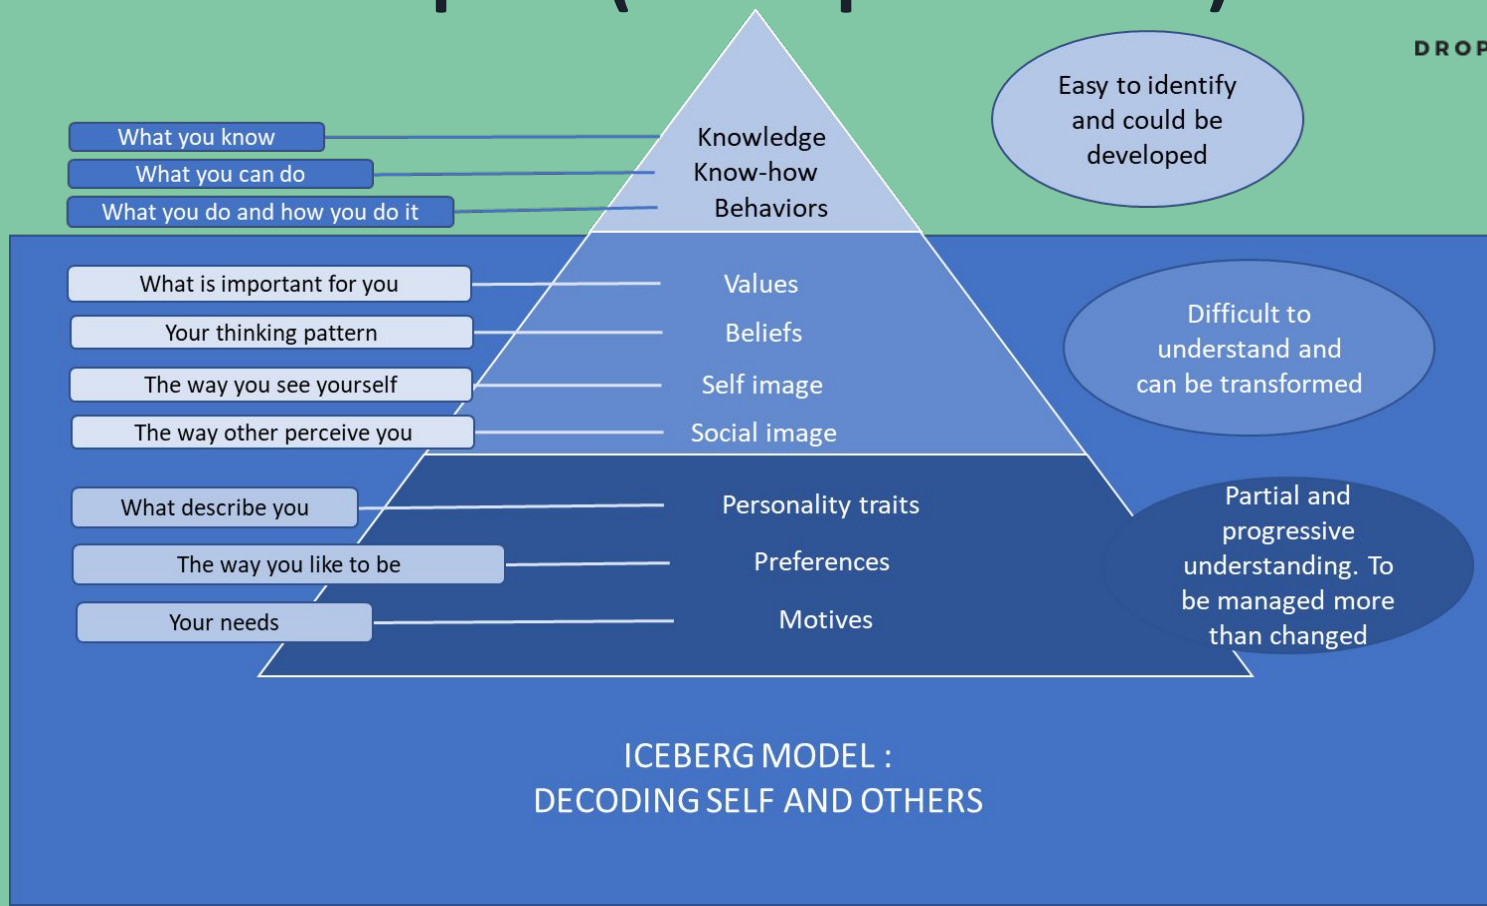 DROP
What you know
Knowledge
What you can do
Know-how
What you do and how you do it
Behaviors
Easy to identify
and could be
developed
What is important for you
Values
Your thinking pattern
Beliefs
The way you see yourself
Self image
The way other perceive you
Social image
Difficult to
understand and
can be transformed
What describe you
Personality traits
The way you like to be
Preferences
Your needs
Motives
Partial and
progressive
understanding. To
be managed more
than changed
ICEBERG MODEL :
DECODING SELF AND OTHERS